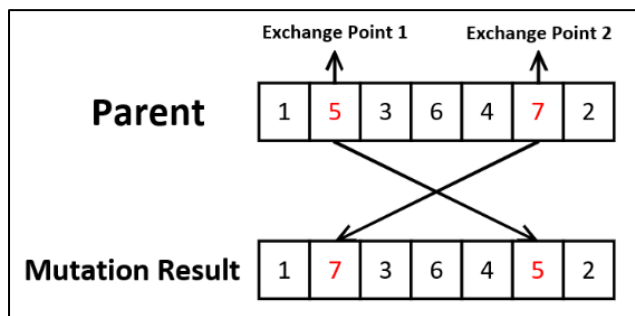 Exchange Point 1 Exchange Point 2
Parent 1 5 3 6 4 7 2
Mutation Result 1 7 3 6 4 5 2